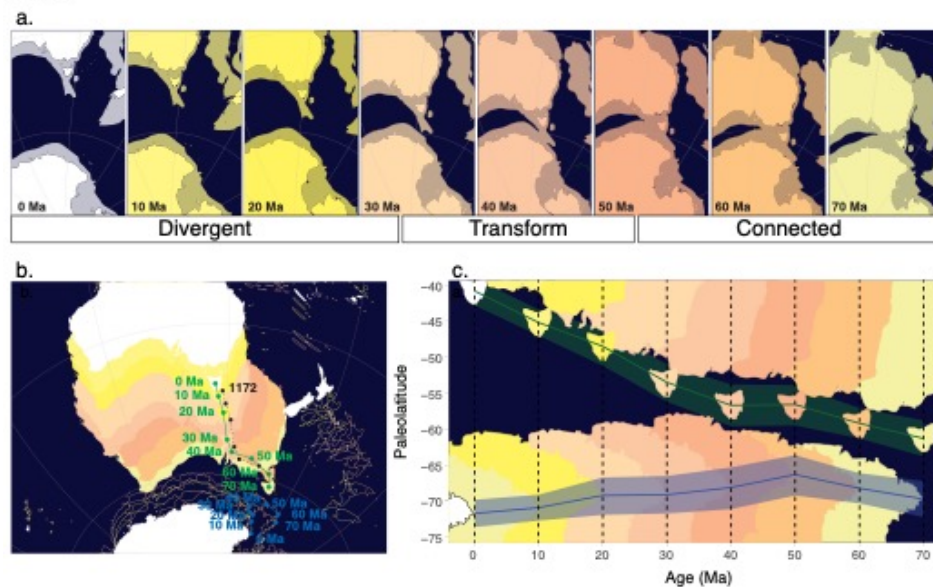 a.
0 Ma
10 Ma
20 Ma
30 Ma
40 Ma
50 Ma
60 Ma
70 Ma
Divergent
Transform
Connected
b.
b.
0 Ma
10 Ma
20 Ma
30 Ma
40 Ma
1172
50 Ma
60 Ma
70 Ma
50 Ma
60 Ma
70 Ma
20
10 Ma
c.
-40
-45
-50
-55
-60
-65
-70
-75
Paleolatitude
0
10
20
30
40
50
60
70
Age (Ma)